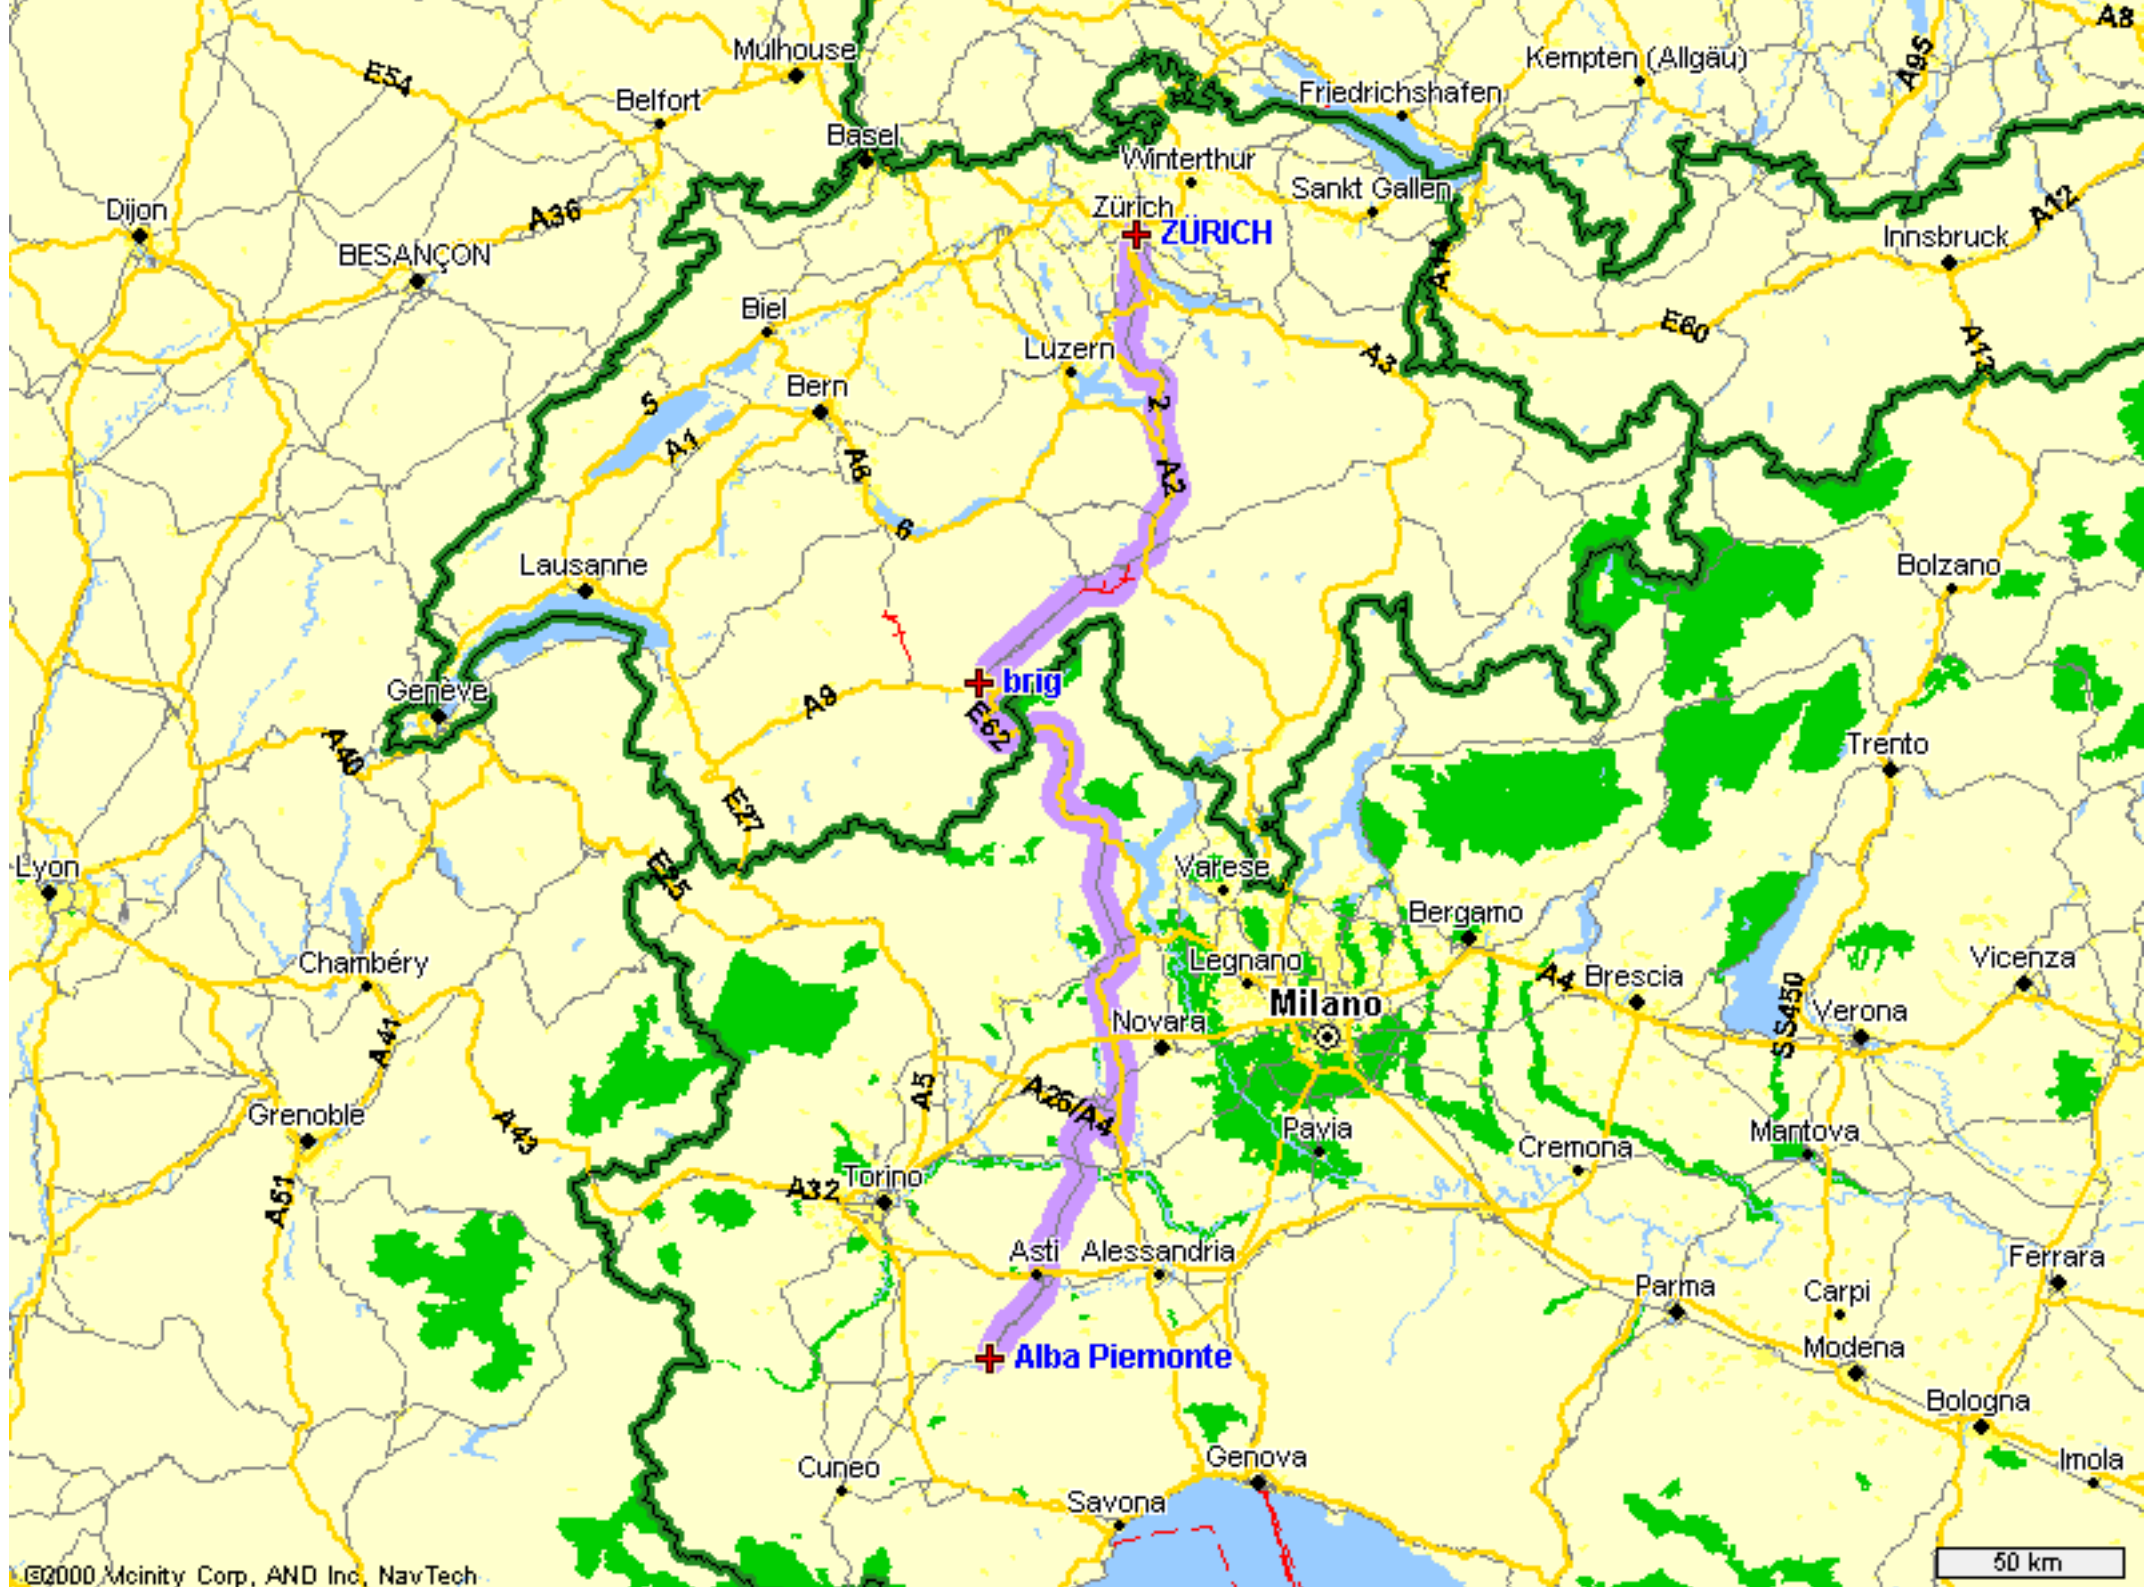 A8
Mulhouse
Kempten (Allgäu)
A95
E54
Belfort
Friedrichshafen
Basel
Winterthur
Sankt Gallen
Dijon
A36
Zürich
ZÜRICH
A12
BESANÇON
Innsbruck
Biel
E60
A13
Luzern
A3
Bern
5
2
A1
A6
A2
6
Lausanne
Bolzano
brig
Genève
A9
E62
A40
Trento
E27
Lyon
E25
Varese
Bergamo
Chambéry
Legnano
A4
Brescia
Vicenza
Milano
SS450
Novara
Verona
A41
A5
A26/A4
Grenoble
A43
Pavia
Cremona
Mantova
A51
A32
Torino
Asti
Alessandria
Ferrara
Parma
Carpi
Alba Piemonte
Modena
Bologna
Cuneo
Genova
Imola
Savona
50 km
©2000 Vicinity Corp, AND Inc, NavTech